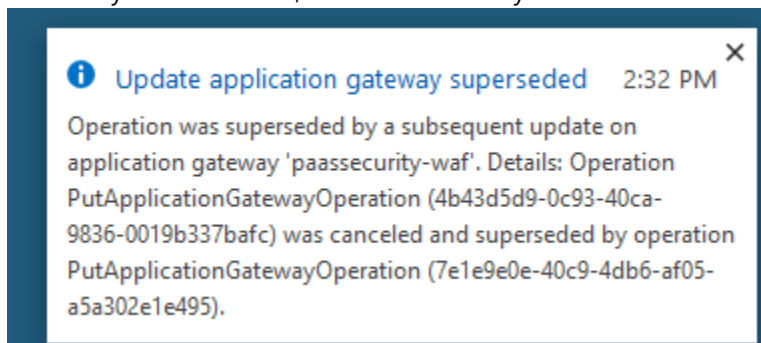 Update application gateway superseded 2:32 PM
Operation was superseded by a subsequent update on
application gateway 'paassecurity-waf'. Details: Operation
PutApplicationGatewayOperation (4b43d5d9-0c93-40ca-
9836-0019b337bafc) was canceled and superseded by operation
PutApplicationGatewayOperation (7e1e9e0e-40c9-4db6-af05-
a5a302e1e495).